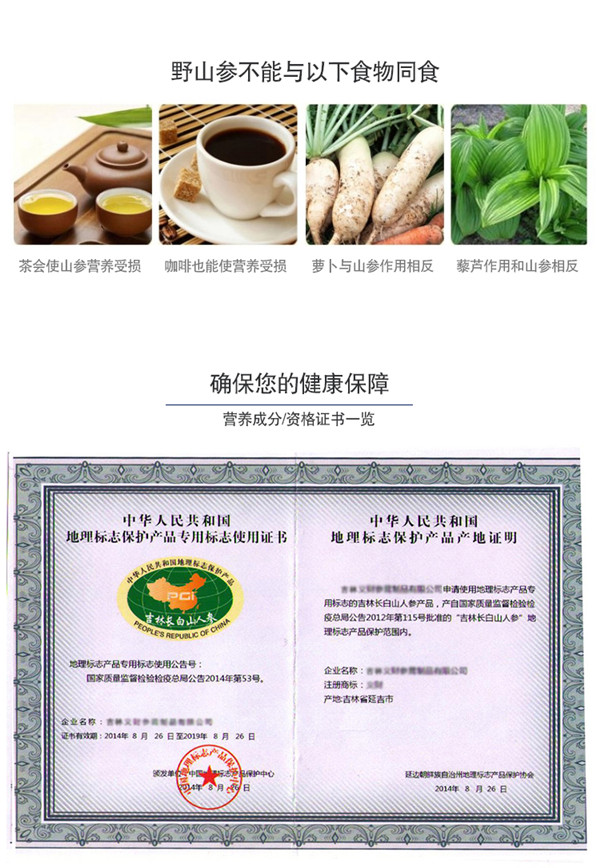 野山参不能与以下食物同食
茶会使山参营养受损
咖啡也能使营养受损
萝卜与山参作用相反
藜芦作用和山参相反
确保您的健康保障
营养成分/资格证书一览
中华人民共和国
地理标志保护产品专用标志使用证书
中华人民共和国地理标志保护产品
PGI
吉林长白山人参
PEOPLE'S REPUBLIC OF CHINA
地理标志产品专用标志使用公告号：
国家质量监督检验检疫总局公告2014年第53号。
企业名称：
证书有效期：2014年 8 月 26 日至2019年 8 月 26日
颁发单位：中国地理标志产品保护中心
2014年 8 月 26 日
中华人民共和国
地理标志保护产品产地证明
申请使用地理标志产品专
用标志的吉林长白山人参产品，产自国家质量监督检验检
疫总局公告2012年第115号批准的“吉林长白山人参”地
理标志产品保护范围内。
企业名称：
注册商标：
产地:吉林省延吉市
延边朝鲜族自治州地理标志产品保护协会
2014年 8 月 26 日